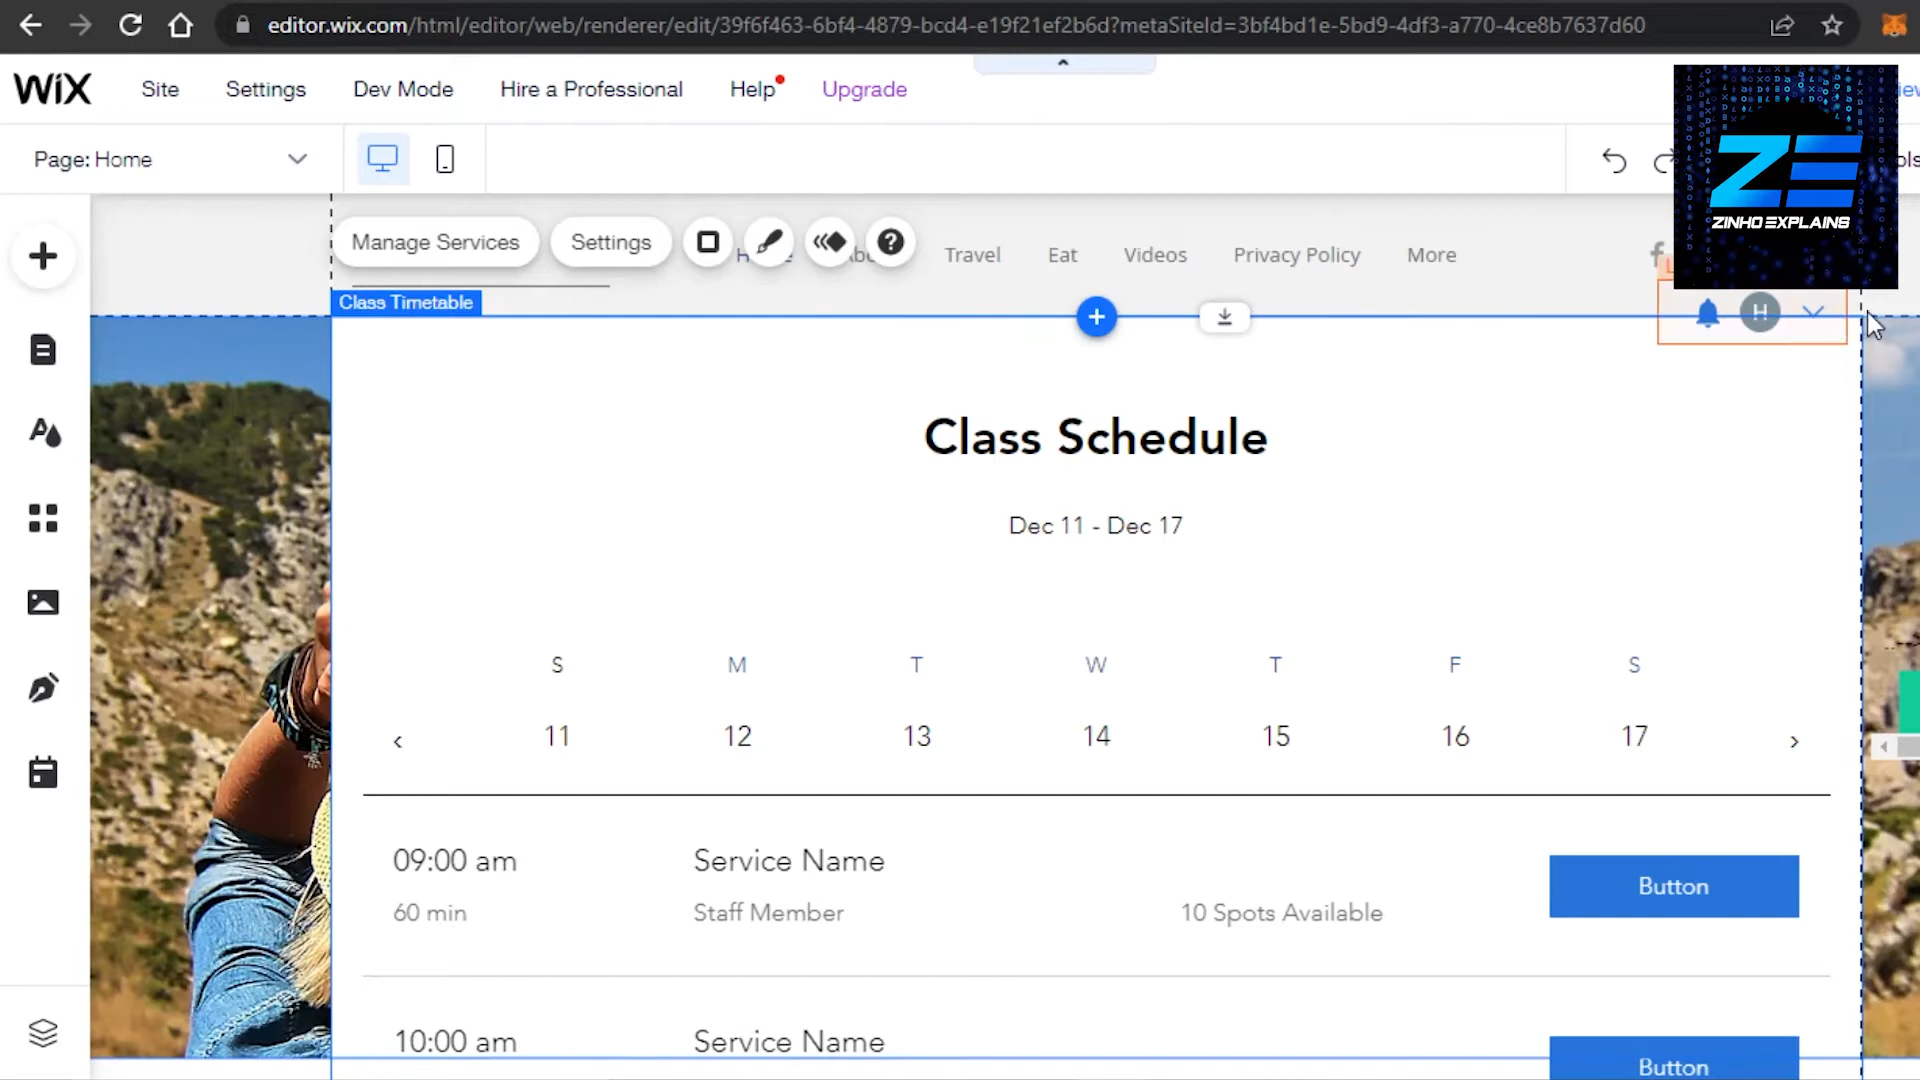 editor.wix.com/html/editor/web/renderer/edit/39f6f463-6bf4-4879-bcd4-e19f21ef2b6d?metaSiteId=3bf4bd1e-5bd9-4df3-a770-4ce8b7637d60
WiX Site Settings Dev Mode Hire a Professional Help Upgrade
Page: Home
ZE
ZINHO EXPLAINS
Manage Services Settings ?
Travel Eat Videos Privacy Policy More
Class Timetable
H
Class Schedule
Dec 11 - Dec 17
S M T W T F S
11 12 13 14 15 16 17
09:00 am Service Name Button
60 min Staff Member 10 Spots Available
10:00 am Service Name Button